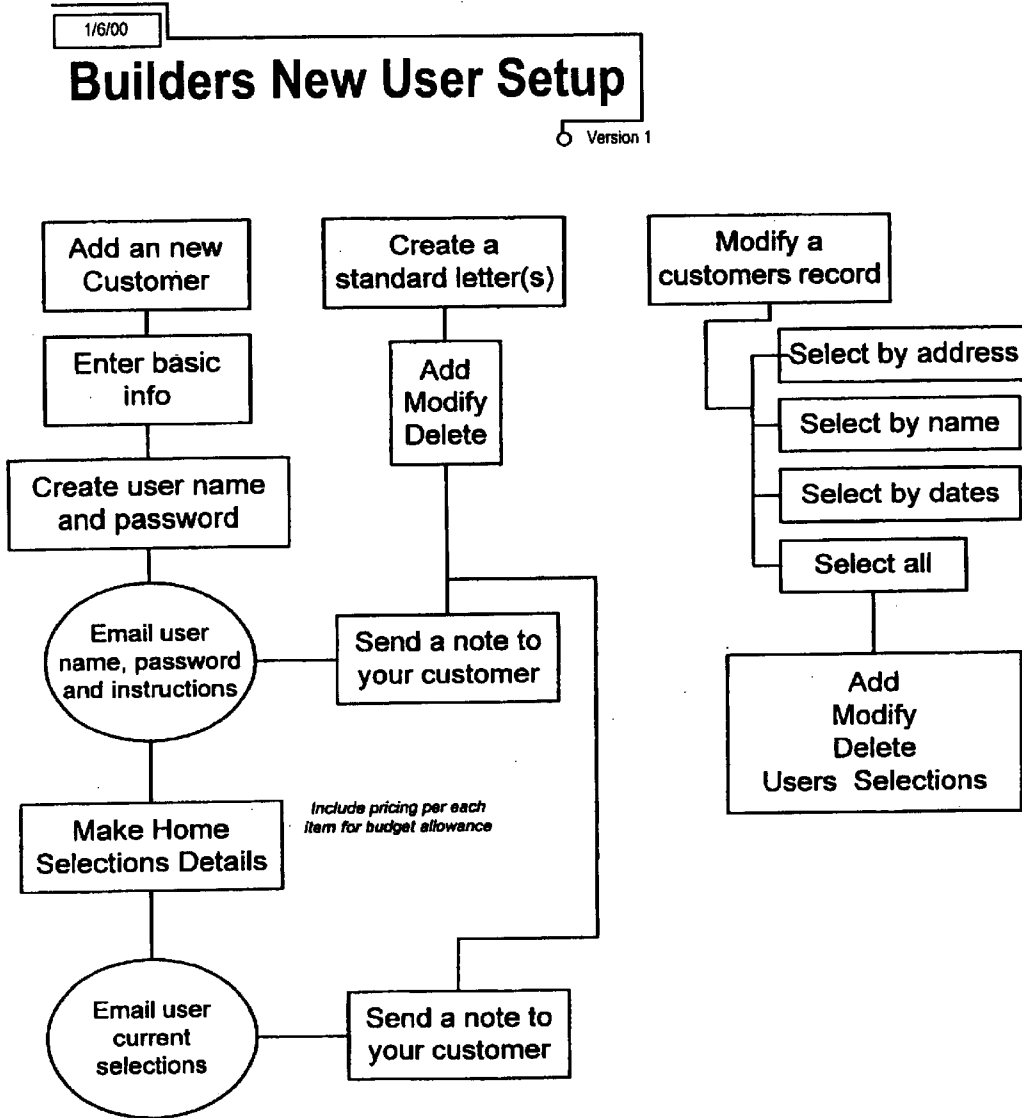 1/6/00
Builders New User Setup
Version 1
Add an new
Customer
Enter basic
info
Create user name
and password
Email user
name, password
and instructions
Make Home
Selections Details
Email user
current
selections
Create a
standard letter(s)
Add
Modify
Delete
Send a note to
your customer
Include pricing per each
item for budget allowance
Send a note to
your customer
Modify a
customers record
Select by address
Select by name
Select by dates
Select all
Add
Modify
Delete
Users Selections